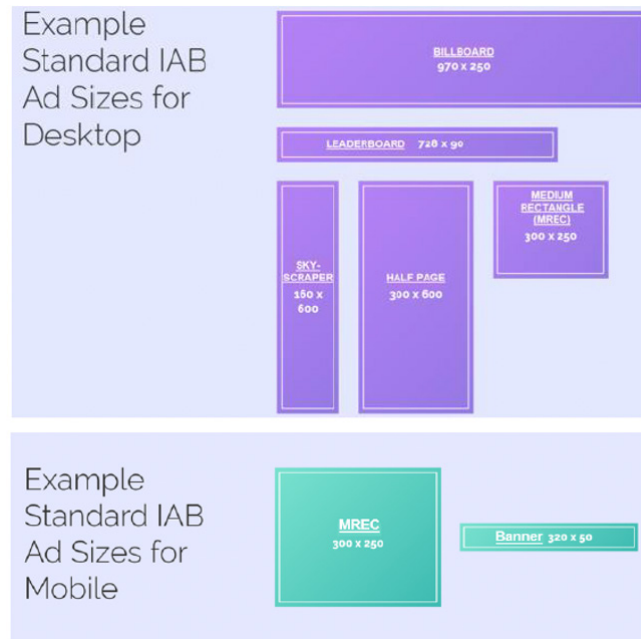 Example
Standard IAB
Ad Sizes for
Desktop
BILLBOARD
970 x 250
LEADERBOARD 728 x 90
SKY-
SCRAPER
160 x
600
HALF PAGE
300 x 600
MEDIUM
RECTANGLE
(MREC)
300 x 250
Example
Standard IAB
Ad Sizes for
Mobile
MREC
300 x 250
Banner 320 x 50